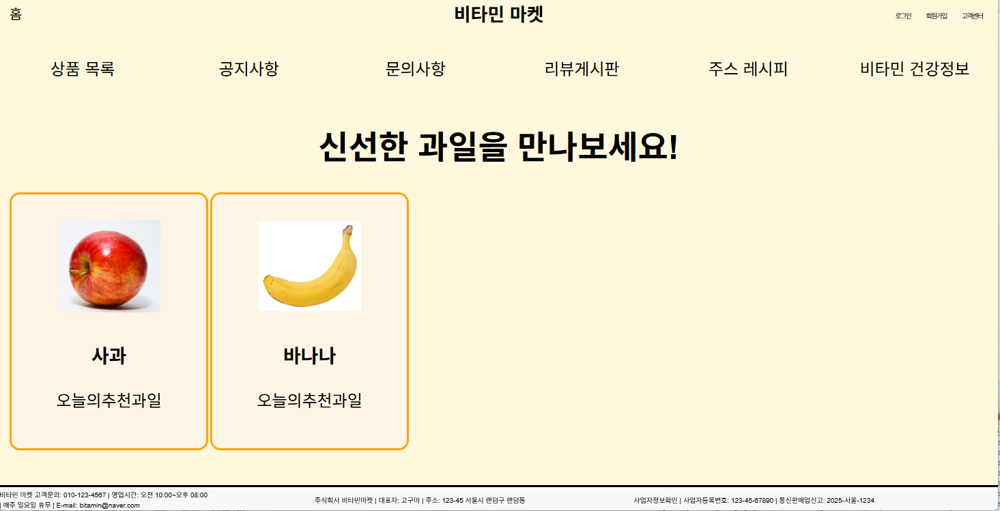 홈
비타민 마켓
로그인 회원가입 고객센터
상품 목록 공지사항 문의사항 리뷰게시판 주스 레시피 비타민 건강정보
신선한 과일을 만나보세요!
사과 바나나
오늘의추천과일 오늘의추천과일
비타민 마켓 고객문의: 010-123-4567 | 영업시간: 오전 10:00~오후 08:00
| 매주 일요일 휴무 | E-mail: bitamin@naver.com
주식회사 비타민마켓 | 대표자: 고구마 | 주소: 123-45 서울시 랜덤구 랜덤동
사업자정보확인 | 사업자등록번호: 123-45-67890 | 통신판매업신고: 2025-서울-1234